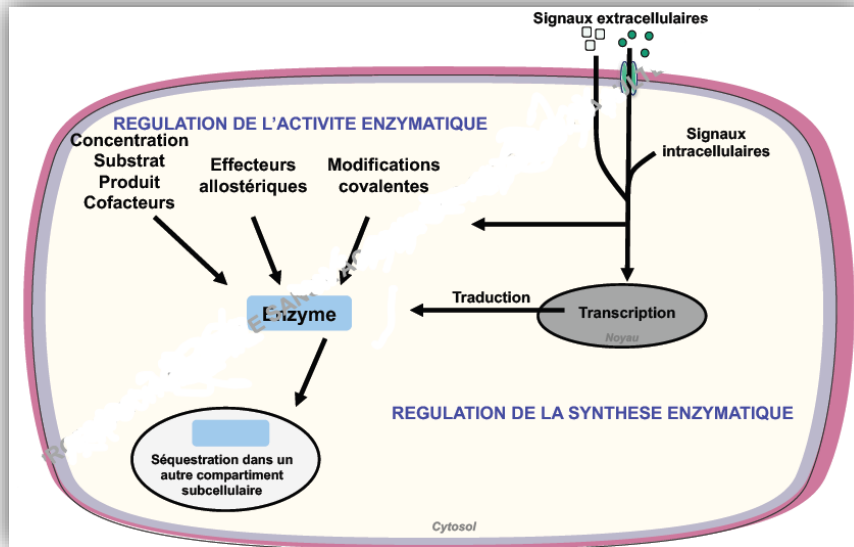 Signaux extracellulaires
REGULATION DE L'ACTIVITE ENZYMATIQUE
Concentration
Substrat
Produit
Cofacteurs
Effecteurs
allostériques
Modifications
covalentes
Signaux
intracellulaires
Enzyme
Traduction
Transcription
Noyau
REGULATION DE LA SYNTHESE ENZYMATIQUE
Séquestration dans un
autre compartiment
subcellulaire
Cytosol